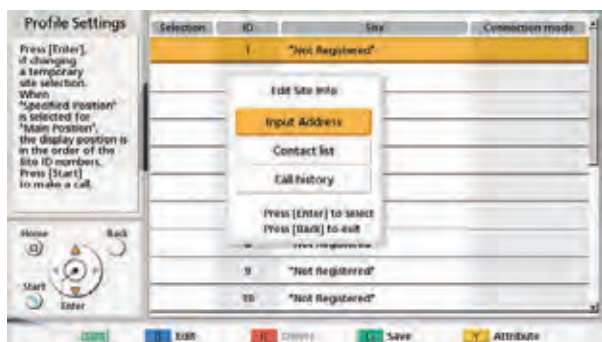 Profile Settings
Press [Enter],
if changing
a temporary
site selection.
When
"Specified Position"
is selected for
"Main Position",
the display position is
in the order of the
Site ID numbers.
Press [Start]
to make a call.
Home
Back
Start
Enter
Selection ID Site Connection mode
1 "Not Registered"
Edit Site Info
Input Address
Contact list
Call history
Press [Enter] to select
Press [Back] to exit
"Not Registered"
9 "Not Registered"
10 "Not Registered"
B Edit
R Delete
G Save
Y Attribute